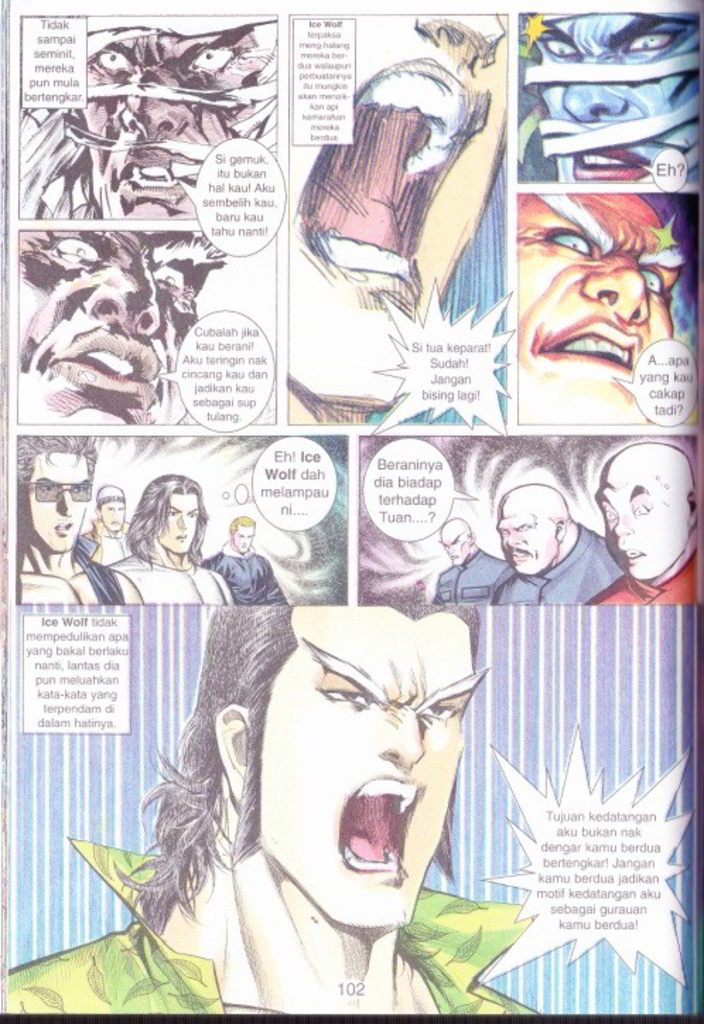 Tidak
sampai
seminit,
mereka
pun mula
bertengkar.
Si gemuk,
itu bukan
hal kau! Aku
sembelih kau,
baru kau
tahu nanti!
Ice Wolf
terpaksa
meng-halang
mereka ber-
dua walaupun
perbuatannya
itu mungkin
akan menaik-
kan api
kemarahan
mereka
berdua.
Eh?
Cubalah jika
kau berani!
Aku teringin nak
cincang kau dan
jadikan kau
sebagai sup
tulang.
Si tua keparat!
Sudah!
Jangan
bising lagi!
A...apa
yang kau
cakap
tadi?
Eh! Ice
Wolf dah
melampau
ni....
Beraninya
dia biadap
terhadap
Tuan....?
Ice Wolf tidak
mempedulikan apa
yang bakal berlaku
nanti, lantas dia
pun meluahkan
kata-kata yang
terpendam di
dalam hatinya.
Tujuan kedatangan
aku bukan nak
dengar kamu berdua
bertengkar! Jangan
kamu berdua jadikan
motif kedatangan aku
sebagai gurauan
kamu berdua!
102